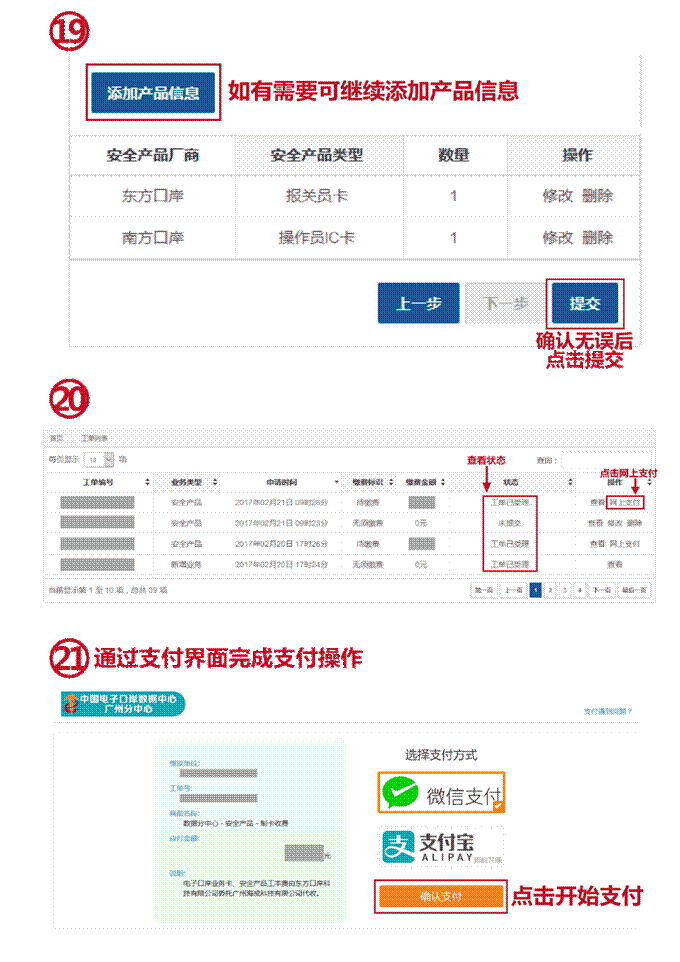 19
添加产品信息 如有需要可继续添加产品信息
安全产品厂商 安全产品类型 数量 操作
东方口岸 报关员卡 1 修改 删除
南方口岸 操作员IC卡 1 修改 删除
上一步 下一步 提交
确认无误后
点击提交
20
首页 工单列表
每页显示 10 项 查看状态 查询:
点击网上支付
工单编号 业务类型 申请时间 缴费标识 缴费金额 状态 操作
安全产品 2017年02月21日 09时26分 待缴费 工单已受理 查看 网上支付
安全产品 2017年02月21日 09时23分 无须缴费 0元 未提交 查看 修改 删除
安全产品 2017年02月20日 17时26分 待缴费 工单已受理 查看 网上支付
新增业务 2017年02月20日 17时24分 无须缴费 0元 工单已受理 查看
当前显示第 1 至 10 项,总共 39 项 第一页 上一页 1 2 3 4 下一页 最后一页
21 通过支付界面完成支付操作
中国电子口岸数据中心
广州分中心
支付遇到问题?
缴款单位:
工单号:
商品名称:
数据分中心 - 安全产品 - 制卡收费
应付金额:
元
说明:
电子口岸业务卡、安全产品工本费由东方口岸科
技有限公司委托广州海成科技有限公司代收。
选择支付方式
微信支付
支付宝
ALIPAY
确认支付 点击开始支付